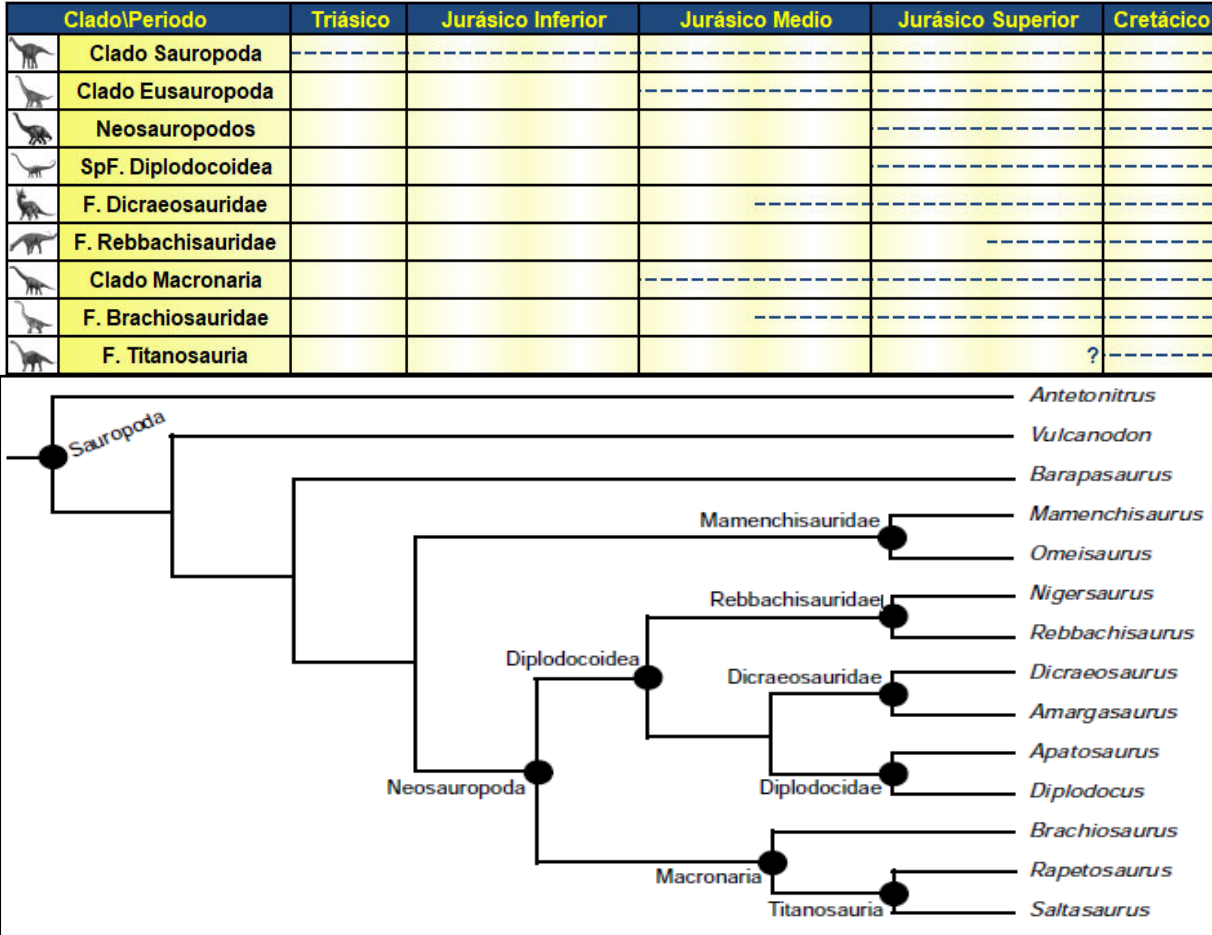 Clado\Periodo Triásico Jurásico Inferior Jurásico Medio Jurásico Superior Cretácico
Clado Sauropoda
Clado Eusauropoda
Neosauropodos
SpF. Diplodocoidea
F. Dicraeosauridae
F. Rebbachisauridae
Clado Macronaria
F. Brachiosauridae
F. Titanosauria ?
Antetonitrus
Sauropoda
Vulcanodon
Barapasaurus
Mamenchisauridae Mamenchisaurus
Omeisaurus
Rebbachisauridae Nigersaurus
Rebbachisaurus
Diplodocoidea
Dicraeosauridae Dicraeosaurus
Amargasaurus
Apatosaurus
Neosauropoda Diplodocidae Diplodocus
Brachiosaurus
Macronaria Rapetosaurus
Titanosauria Saltasaurus